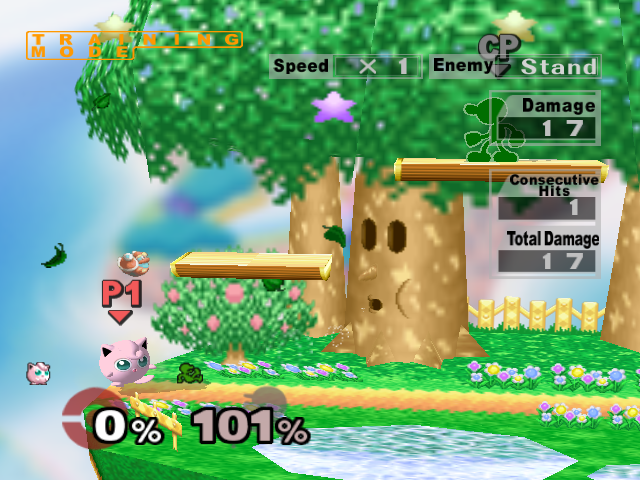 TRAINING
MODE
CP
Speed × 1 Enemy Stand
Damage
17
Consecutive
Hits
1
Total Damage
17
P1
0% 101%